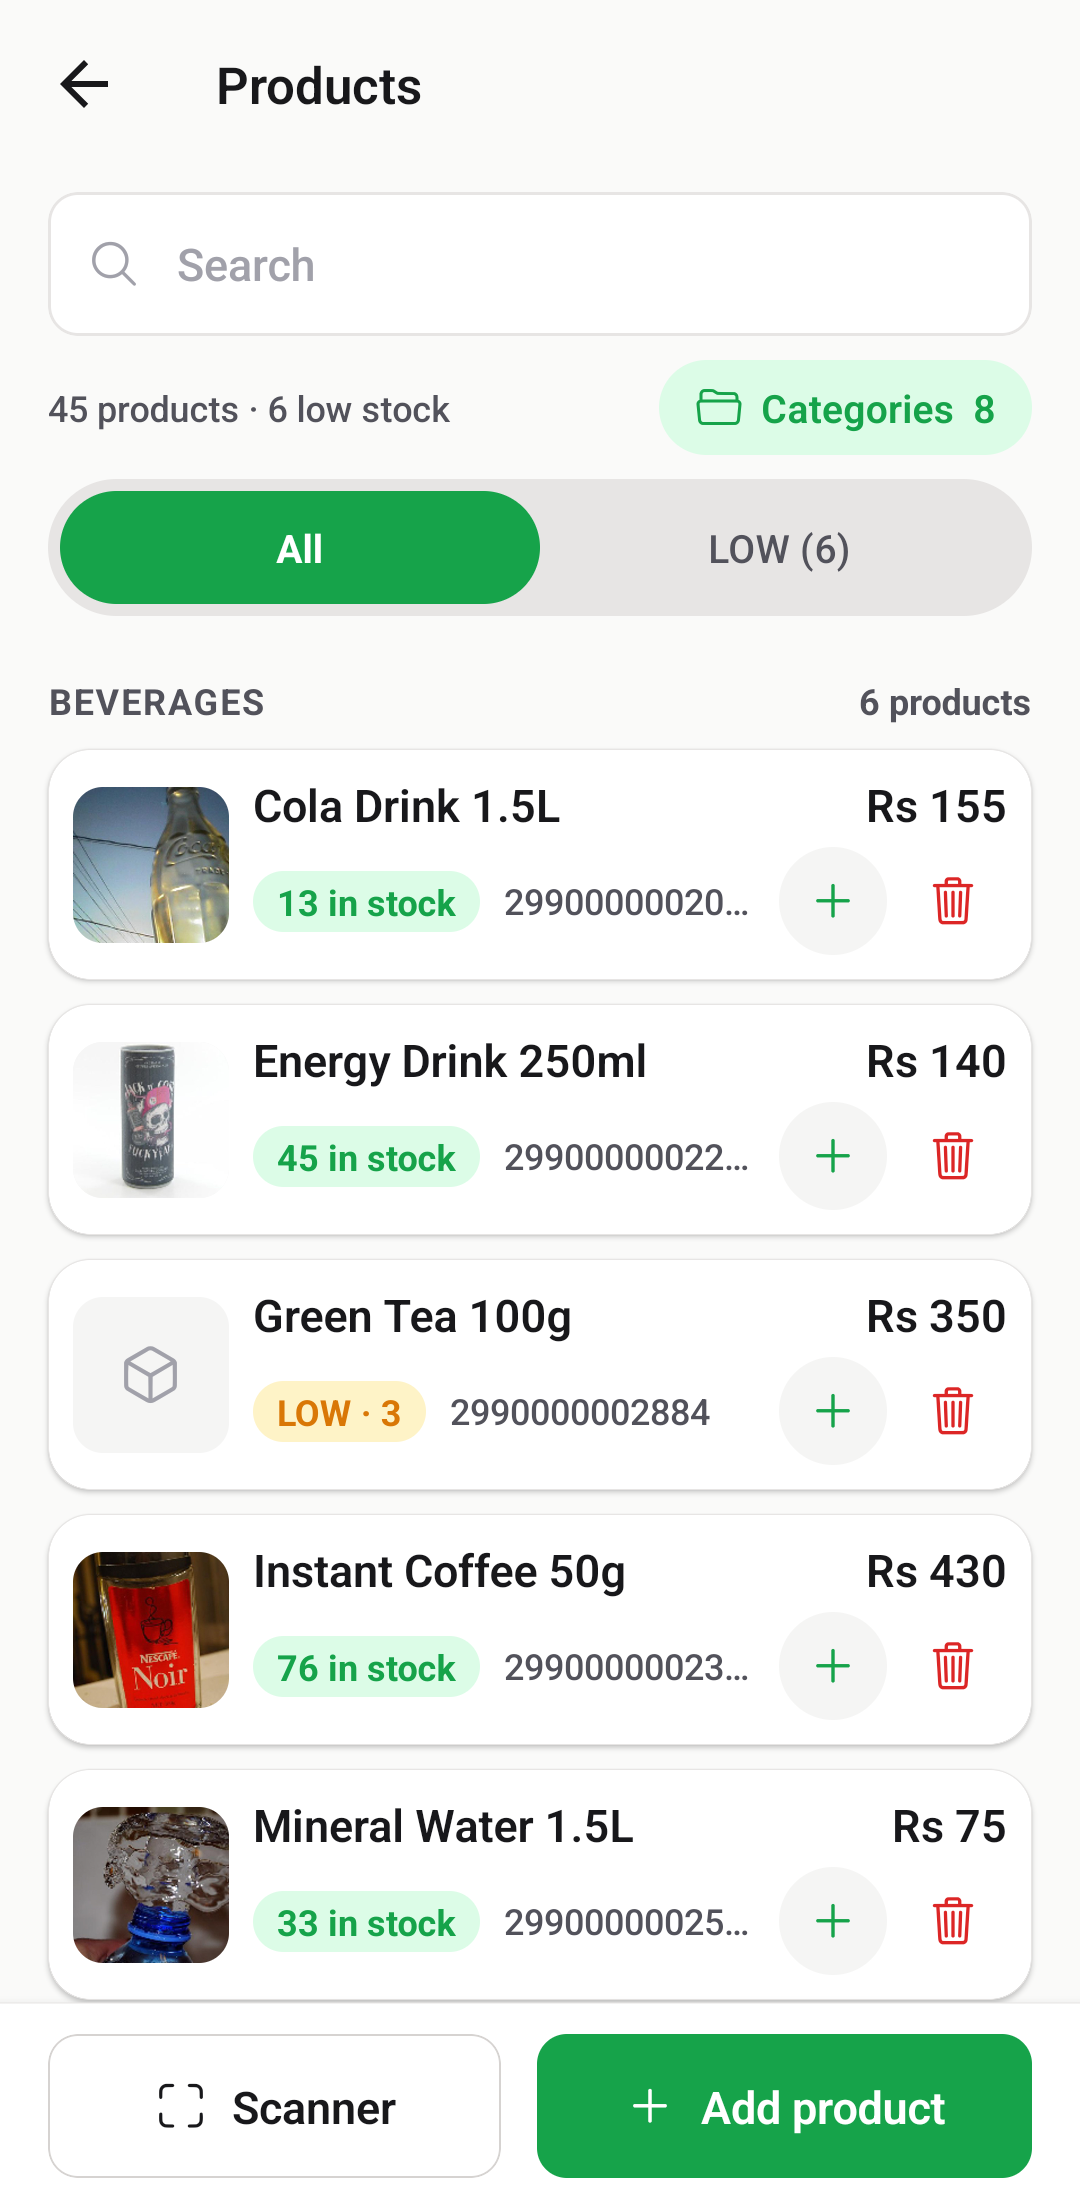 Products
Search
45 products · 6 low stock
Categories 8
All
LOW (6)
BEVERAGES
6 products
Cola Drink 1.5L
Rs 155
13 in stock
29900000020...
Energy Drink 250ml
Rs 140
45 in stock
29900000022...
Green Tea 100g
Rs 350
LOW · 3
2990000002884
Instant Coffee 50g
Rs 430
NESCAFÉ.
Noir
76 in stock
29900000023...
Mineral Water 1.5L
Rs 75
33 in stock
29900000025...
Scanner
Add product